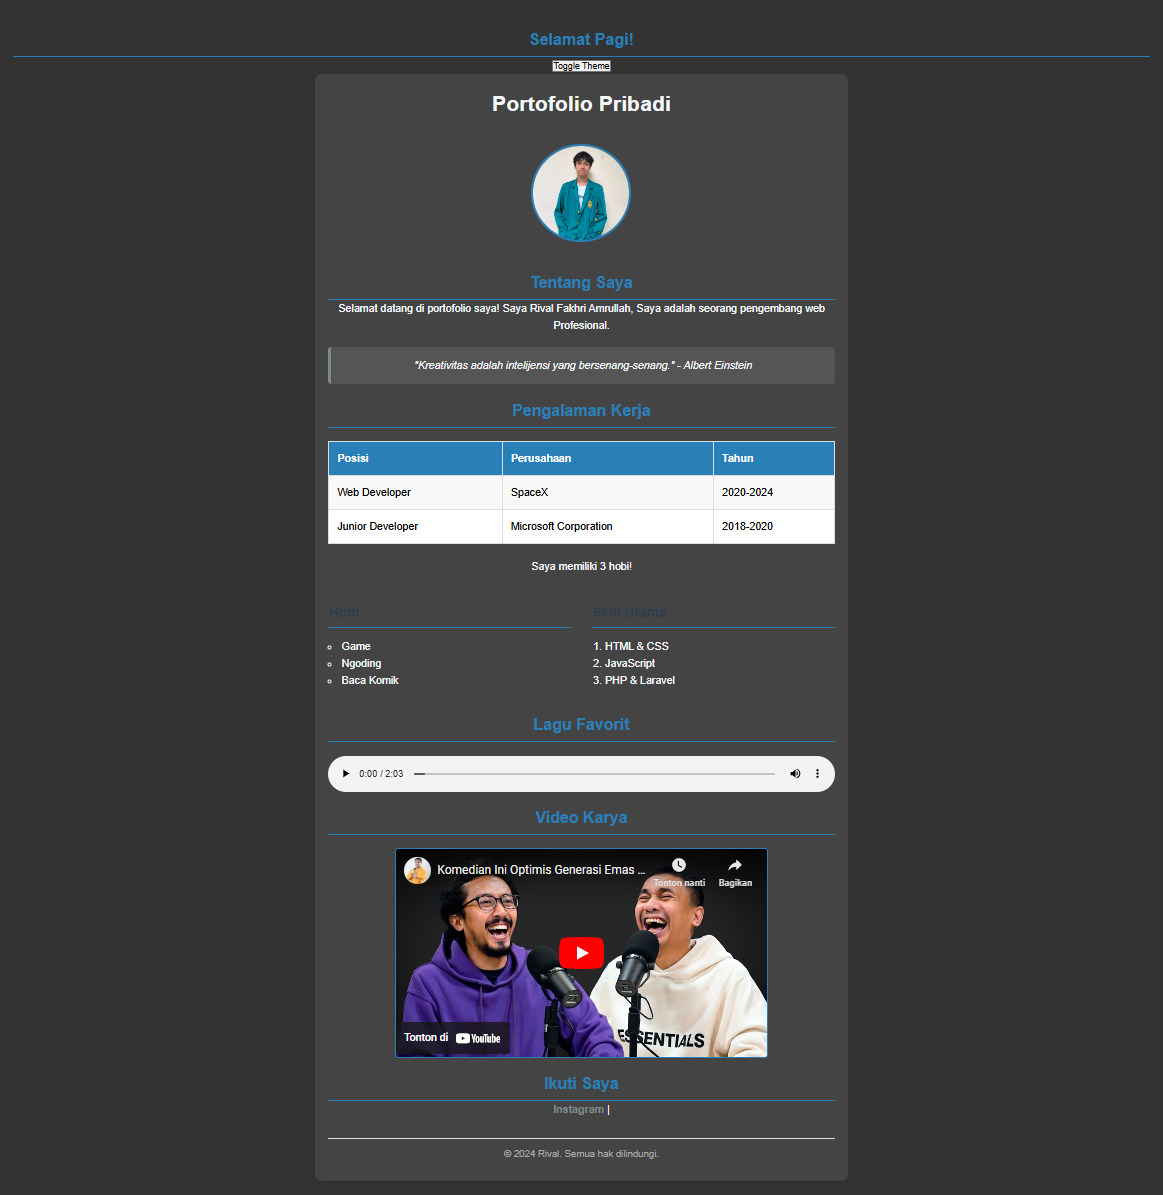 Selamat Pagi!
Toggle Theme
Portofolio Pribadi
Tentang Saya
Selamat datang di portofolio saya! Saya Rival Fakhri Amrullah, Saya adalah seorang pengembang web
Profesional.
"Kreativitas adalah intelijensi yang bersenang-senang." - Albert Einstein
Pengalaman Kerja
Posisi Perusahaan Tahun
Web Developer SpaceX 2020-2024
Junior Developer Microsoft Corporation 2018-2020
Saya memiliki 3 hobi!
Hobi Skill Utama
Game 1. HTML & CSS
Ngoding 2. JavaScript
Baca Komik 3. PHP & Laravel
Lagu Favorit
0:00 / 2:03
Video Karya
Komedian Ini Optimis Generasi Emas ...
Tonton nanti Bagikan
ESSENTIALS
Tonton di YouTube
Ikuti Saya
Instagram |
© 2024 Rival. Semua hak dilindungi.